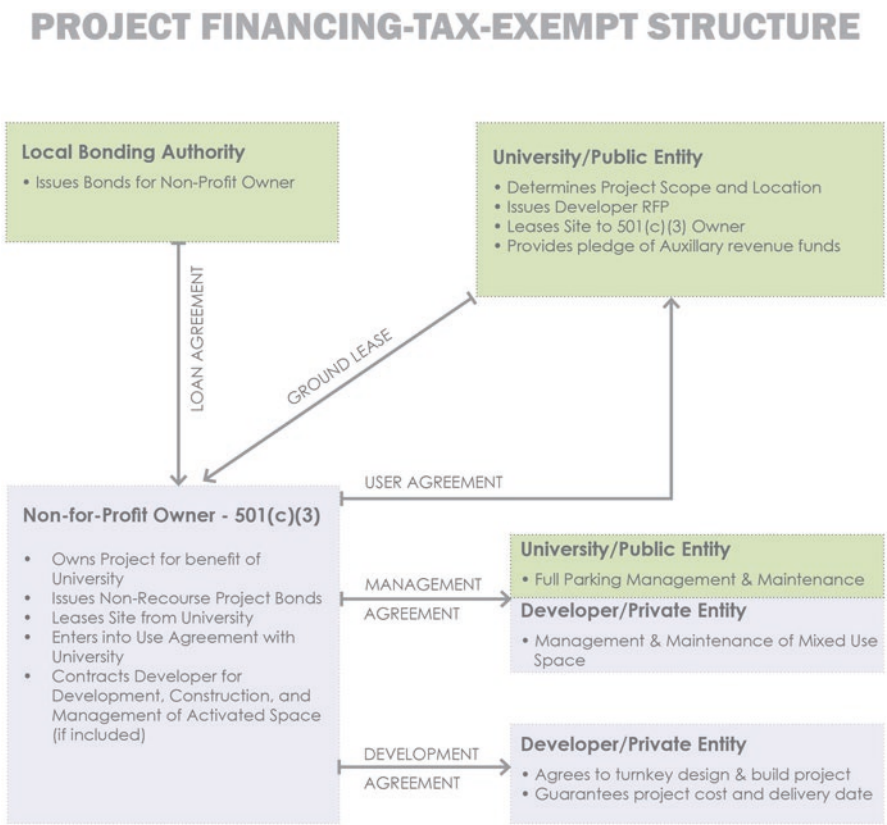 PROJECT FINANCING-TAX-EXEMPT STRUCTURE
Local Bonding Authority
• Issues Bonds for Non-Profit Owner
University/Public Entity
• Determines Project Scope and Location
• Issues Developer RFP
• Leases Site to 501(c)(3) Owner
• Provides pledge of Auxillary revenue funds
LOAN AGREEMENT
GROUND LEASE
USER AGREEMENT
Non-for-Profit Owner - 501(c)(3)
• Owns Project for benefit of
University
• Issues Non-Recourse Project Bonds
• Leases Site from University
• Enters into Use Agreement with
University
• Contracts Developer for
Development, Construction, and
Management of Activated Space
(if included)
MANAGEMENT
AGREEMENT
University/Public Entity
• Full Parking Management & Maintenance
Developer/Private Entity
• Management & Maintenance of Mixed Use
Space
DEVELOPMENT
AGREEMENT
Developer/Private Entity
• Agrees to turnkey design & build project
• Guarantees project cost and delivery date